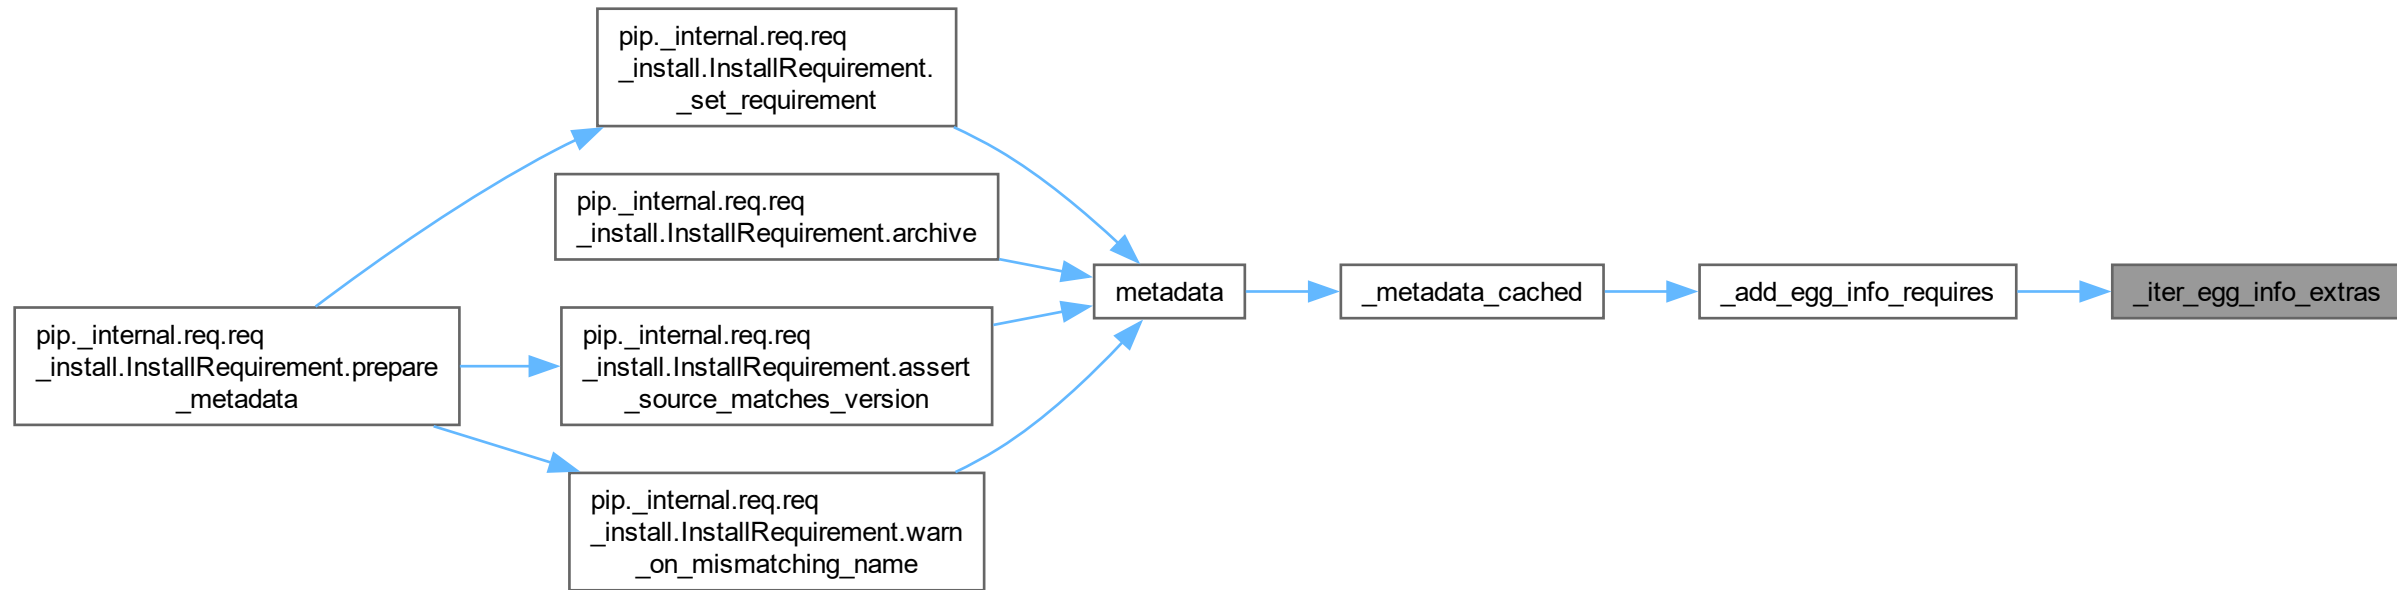 pip._internal.req.req
_install.InstallRequirement.
_set_requirement
pip._internal.req.req
_install.InstallRequirement.archive
pip._internal.req.req
_install.InstallRequirement.prepare
_metadata
pip._internal.req.req
_install.InstallRequirement.assert
_source_matches_version
pip._internal.req.req
_install.InstallRequirement.warn
_on_mismatching_name
metadata
_metadata_cached
_add_egg_info_requires
_iter_egg_info_extras